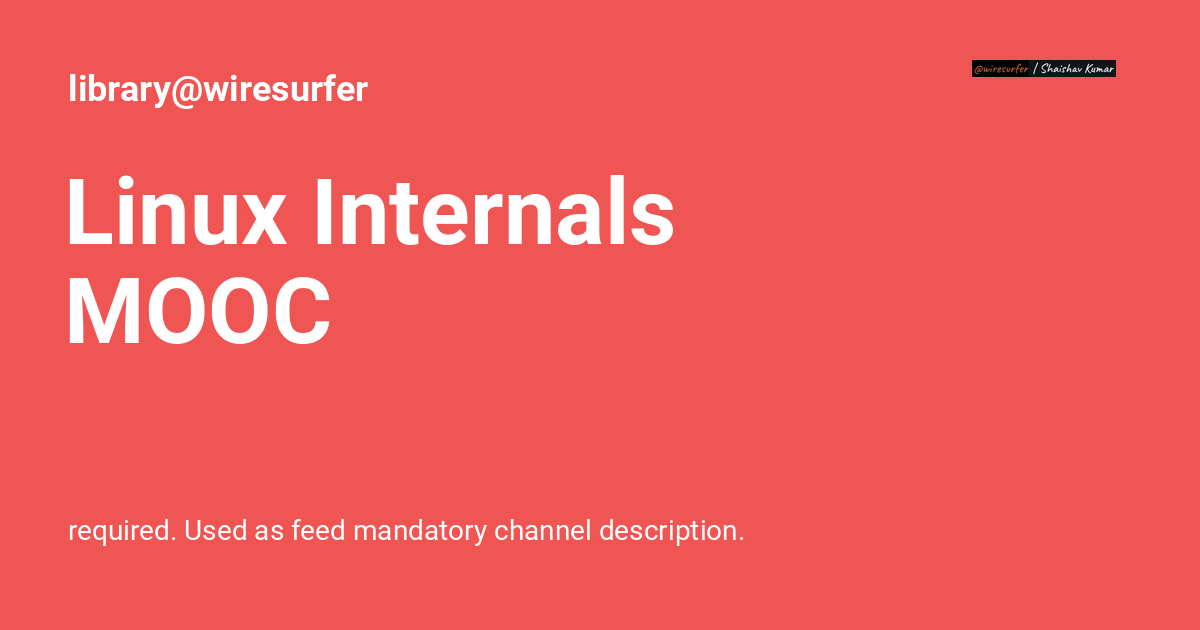 library@wiresurfer
@wiresurfer | Shaishav Kumar
Linux Internals
MOOC
required. Used as feed mandatory channel description.